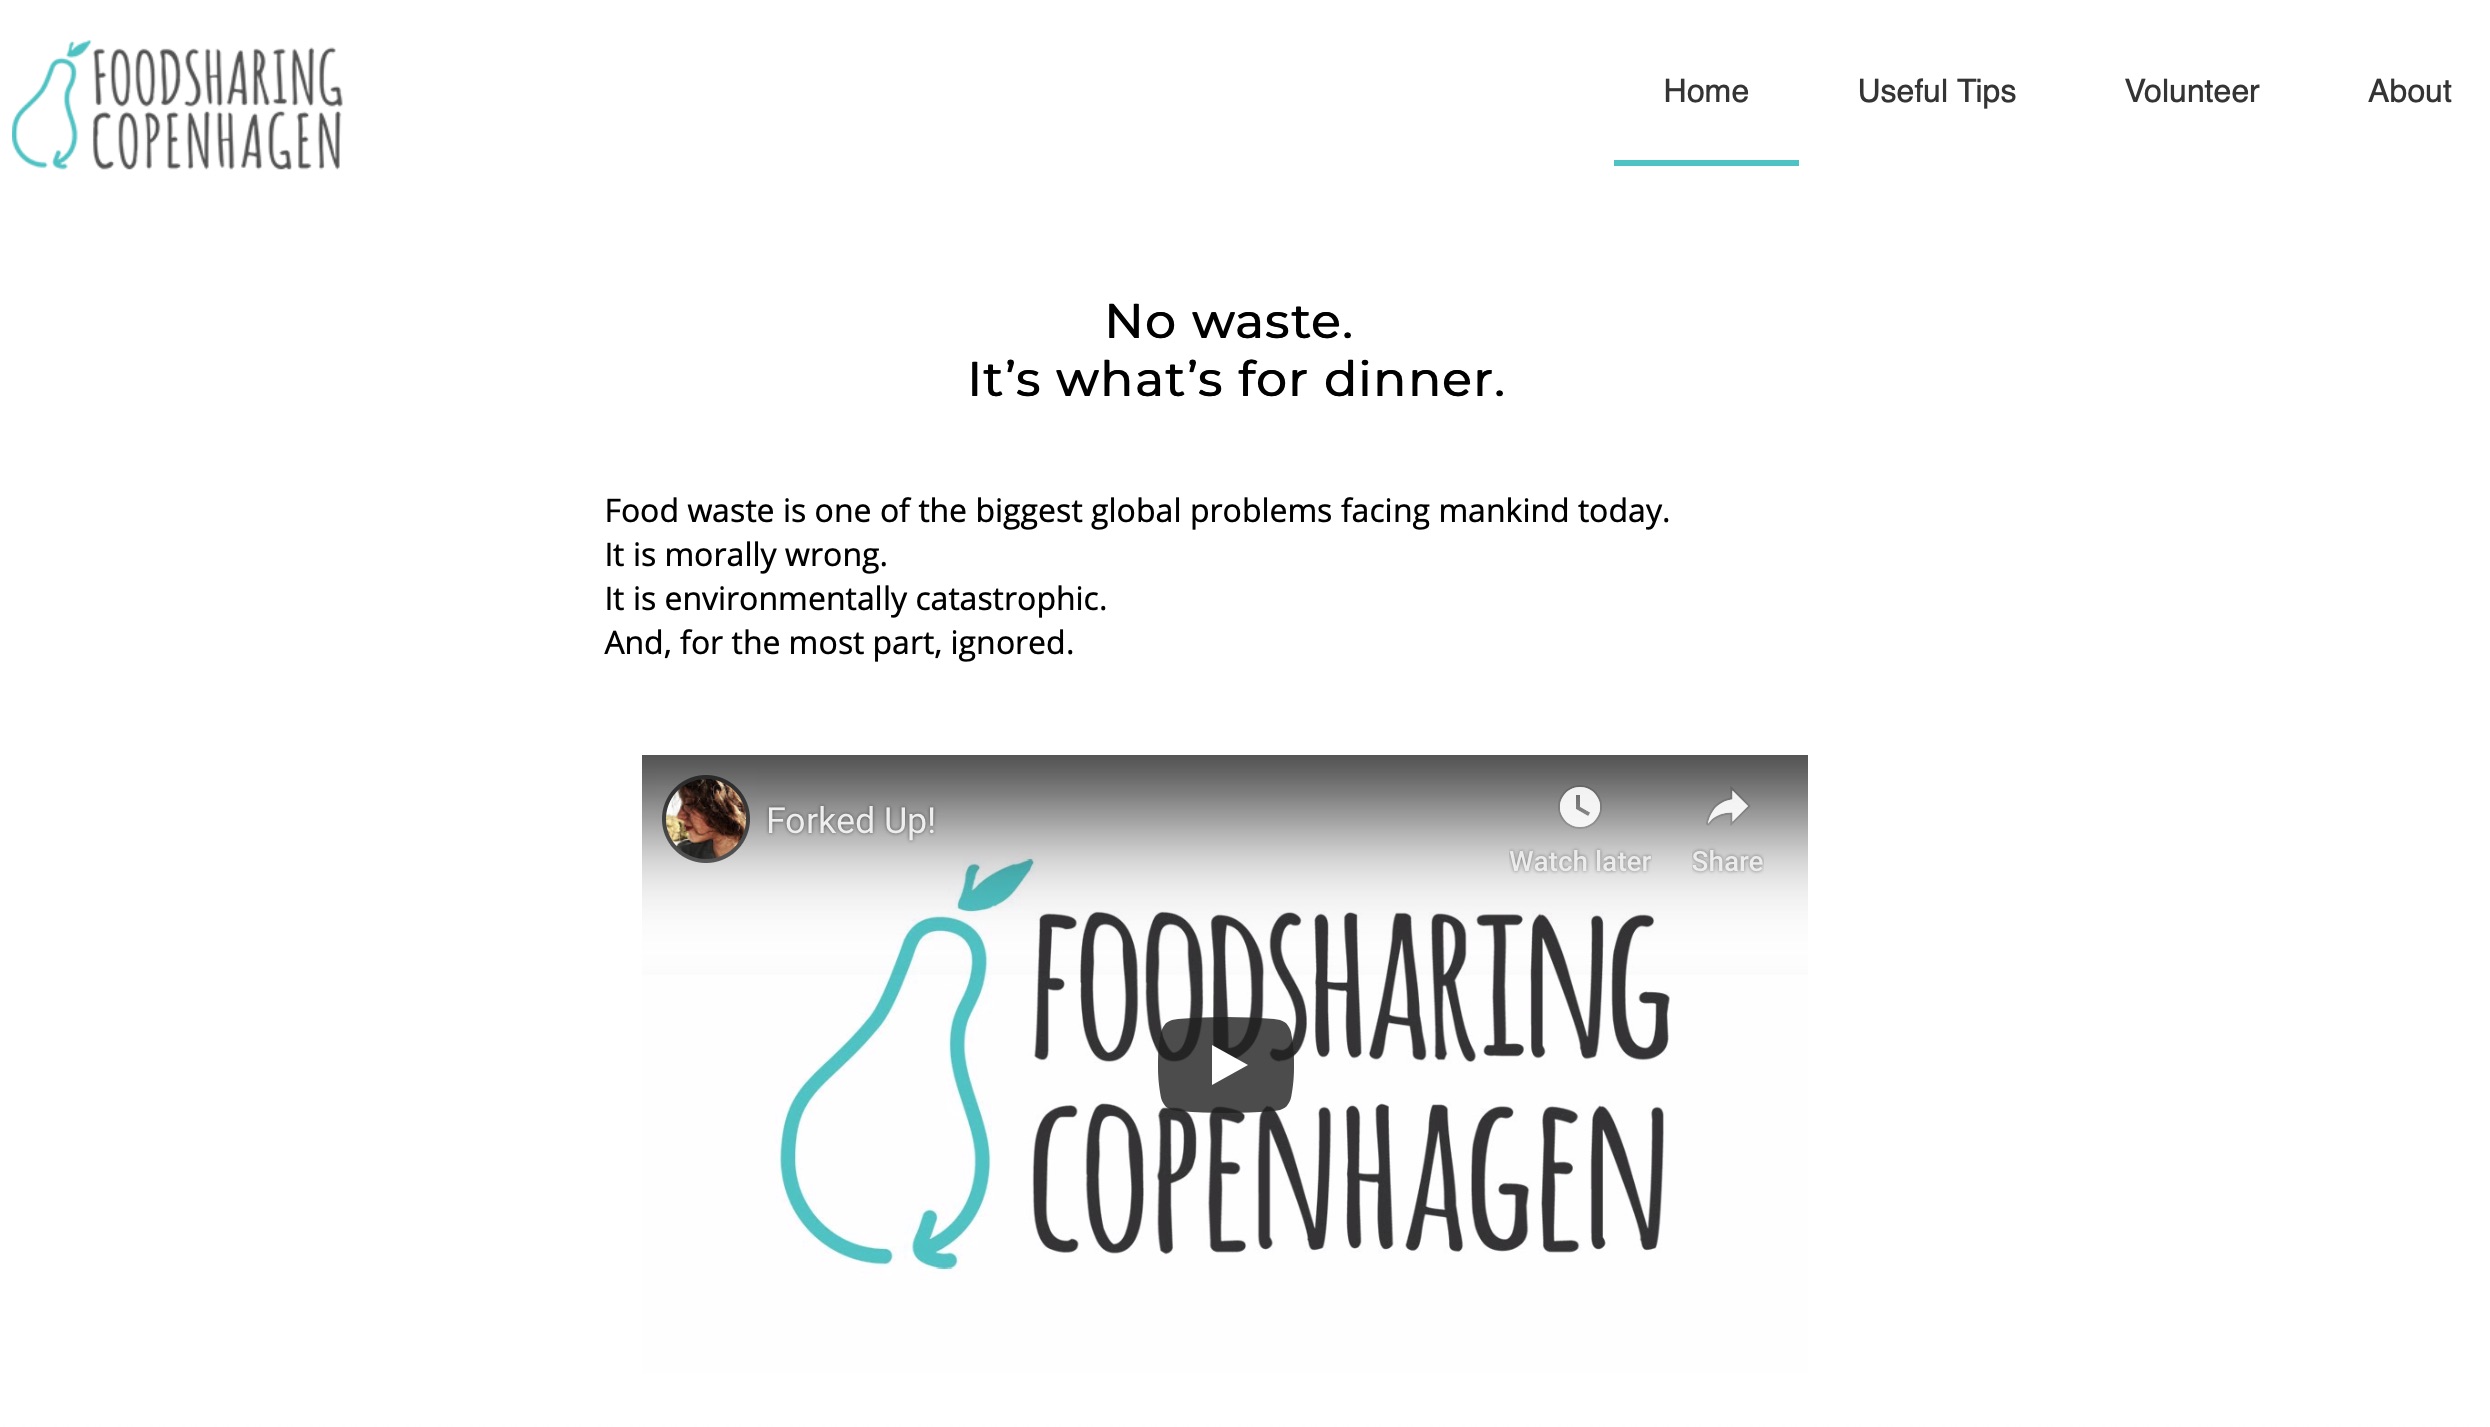 FOODSHARING
COPENHAGEN
Home
Useful Tips
Volunteer
About
No waste.
It’s what’s for dinner.
Food waste is one of the biggest global problems facing mankind today.
It is morally wrong.
It is environmentally catastrophic.
And, for the most part, ignored.
Forked Up!
Watch later
Share
FOODSHARING
COPENHAGEN